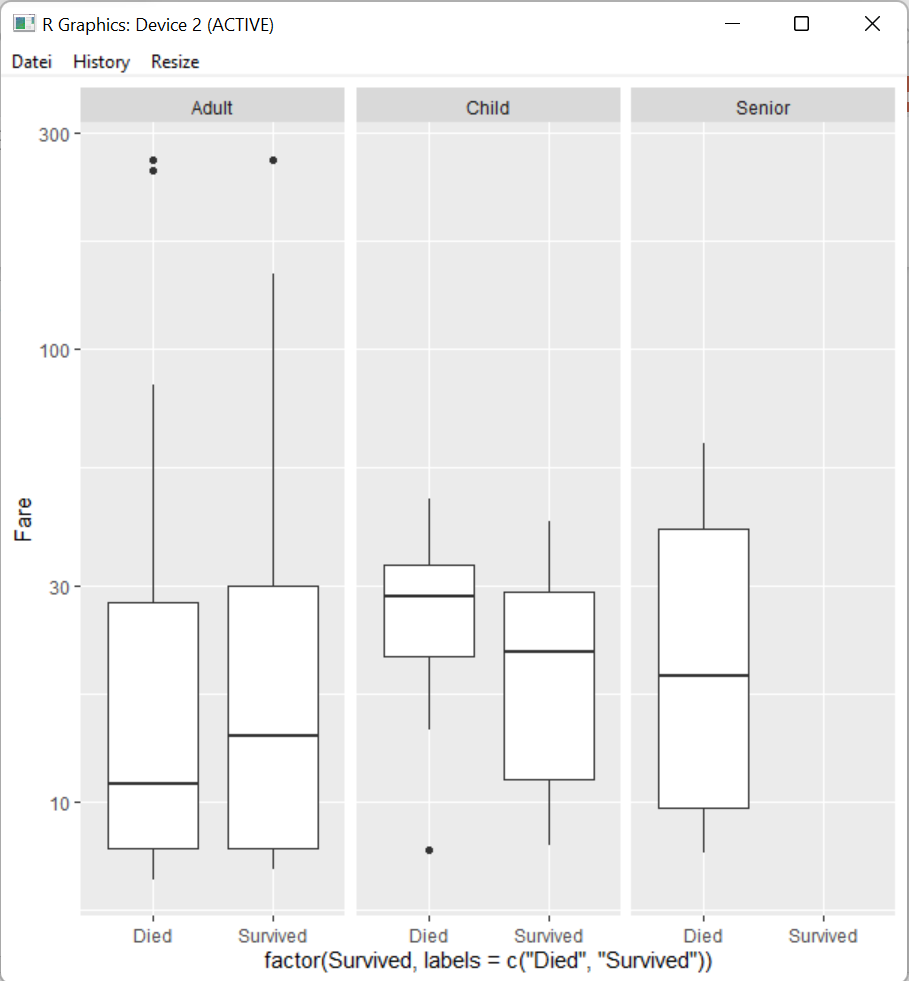 R Graphics: Device 2 (ACTIVE)
Datei History Resize
Adult Child Senior
300
100
30
10
Fare
Died Survived Died Survived Died Survived
factor(Survived, labels = c("Died", "Survived"))